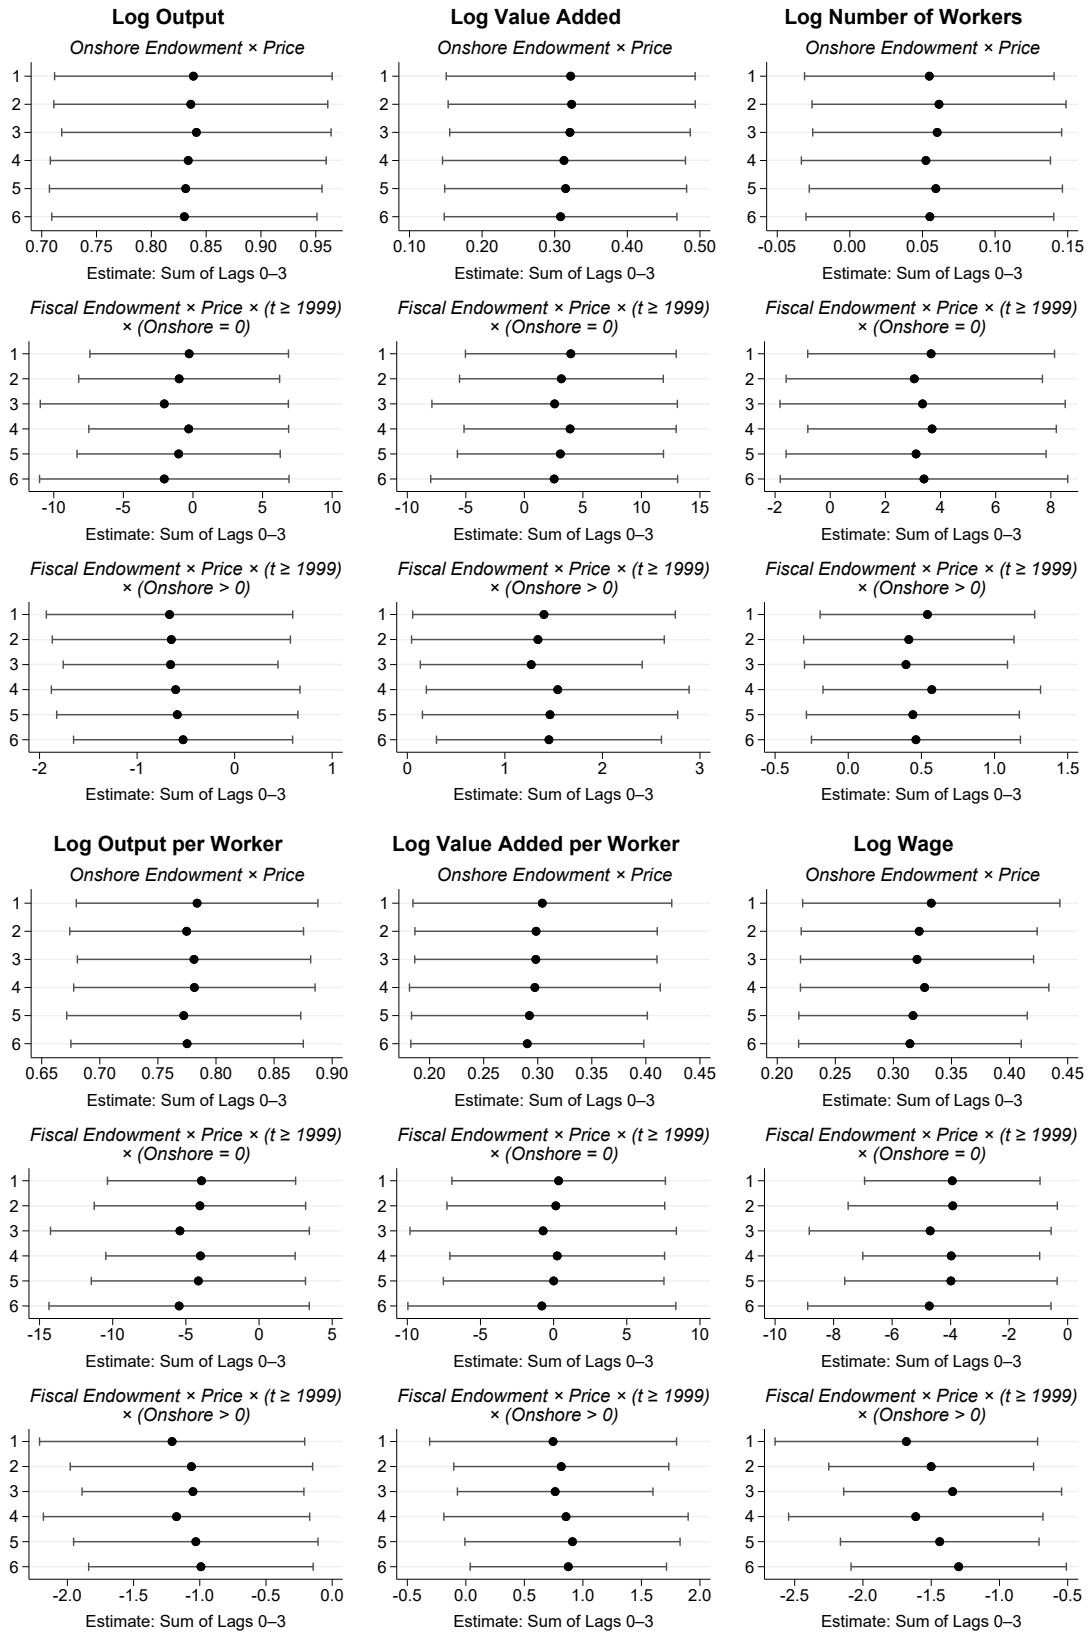 Log Output
Log Value Added
Log Number of Workers
Onshore Endowment × Price
Onshore Endowment × Price
Onshore Endowment × Price
1
2
3
4
5
6
0.70 0.75 0.80 0.85 0.90 0.95
Estimate: Sum of Lags 0–3
1
2
3
4
5
6
0.10 0.20 0.30 0.40 0.50
Estimate: Sum of Lags 0–3
1
2
3
4
5
6
-0.05 0.00 0.05 0.10 0.15
Estimate: Sum of Lags 0–3
Fiscal Endowment × Price × (t ≥ 1999)
× (Onshore = 0)
1
2
3
4
5
6
-10 -5 0 5 10
Estimate: Sum of Lags 0–3
Fiscal Endowment × Price × (t ≥ 1999)
× (Onshore = 0)
1
2
3
4
5
6
-10 -5 0 5 10 15
Estimate: Sum of Lags 0–3
Fiscal Endowment × Price × (t ≥ 1999)
× (Onshore = 0)
1
2
3
4
5
6
-2 0 2 4 6 8
Estimate: Sum of Lags 0–3
Fiscal Endowment × Price × (t ≥ 1999)
× (Onshore > 0)
1
2
3
4
5
6
-2 -1 0 1
Estimate: Sum of Lags 0–3
Fiscal Endowment × Price × (t ≥ 1999)
× (Onshore > 0)
1
2
3
4
5
6
0 1 2 3
Estimate: Sum of Lags 0–3
Fiscal Endowment × Price × (t ≥ 1999)
× (Onshore > 0)
1
2
3
4
5
6
-0.5 0.0 0.5 1.0 1.5
Estimate: Sum of Lags 0–3
Log Output per Worker
Log Value Added per Worker
Log Wage
Onshore Endowment × Price
Onshore Endowment × Price
Onshore Endowment × Price
1
2
3
4
5
6
0.65 0.70 0.75 0.80 0.85 0.90
Estimate: Sum of Lags 0–3
1
2
3
4
5
6
0.20 0.25 0.30 0.35 0.40 0.45
Estimate: Sum of Lags 0–3
1
2
3
4
5
6
0.20 0.25 0.30 0.35 0.40 0.45
Estimate: Sum of Lags 0–3
Fiscal Endowment × Price × (t ≥ 1999)
× (Onshore = 0)
1
2
3
4
5
6
-15 -10 -5 0 5
Estimate: Sum of Lags 0–3
Fiscal Endowment × Price × (t ≥ 1999)
× (Onshore = 0)
1
2
3
4
5
6
-10 -5 0 5 10
Estimate: Sum of Lags 0–3
Fiscal Endowment × Price × (t ≥ 1999)
× (Onshore = 0)
1
2
3
4
5
6
-10 -8 -6 -4 -2 0
Estimate: Sum of Lags 0–3
Fiscal Endowment × Price × (t ≥ 1999)
× (Onshore > 0)
1
2
3
4
5
6
-2.0 -1.5 -1.0 -0.5 0.0
Estimate: Sum of Lags 0–3
Fiscal Endowment × Price × (t ≥ 1999)
× (Onshore > 0)
1
2
3
4
5
6
-0.5 0.0 0.5 1.0 1.5 2.0
Estimate: Sum of Lags 0–3
Fiscal Endowment × Price × (t ≥ 1999)
× (Onshore > 0)
1
2
3
4
5
6
-2.5 -2.0 -1.5 -1.0 -0.5
Estimate: Sum of Lags 0–3